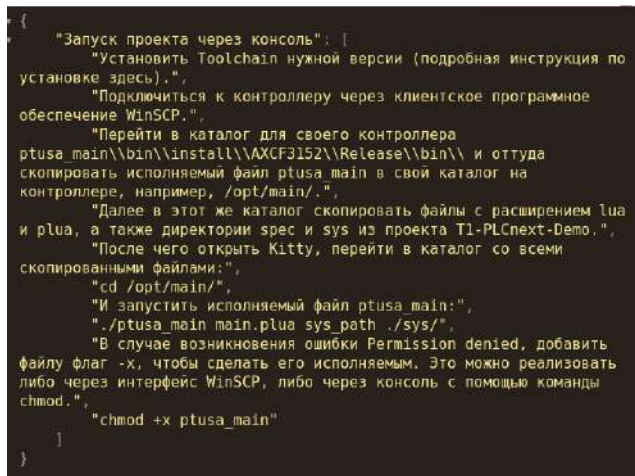 {
"Запуск проекта через консоль": [
"Установить Toolchain нужной версии (подробная инструкция по
установке здесь).",
"Подключиться к контроллеру через клиентское программное
обеспечение WinSCP.",
"Перейти в каталог для своего контроллера
ptusa_main\\bin\\install\\AXCF3152\\Release\\bin\\ и оттуда
скопировать исполняемый файл ptusa_main в свой каталог на
контроллере, например, /opt/main/.",
"Далее в этот же каталог скопировать файлы с расширением lua
и plua, а также директории spec и sys из проекта T1-PLCnext-Demo.",
"После чего открыть Kitty, перейти в каталог со всеми
скопированными файлами:",
"cd /opt/main/",
"И запустить исполняемый файл ptusa_main:",
"./ptusa_main main.plua sys_path ./sys/",
"В случае возникновения ошибки Permission denied, добавить
файлу флаг -x, чтобы сделать его исполняемым. Это можно реализовать
либо через интерфейс WinSCP, либо через консоль с помощью команды
chmod.",
"chmod +x ptusa_main"
]
}